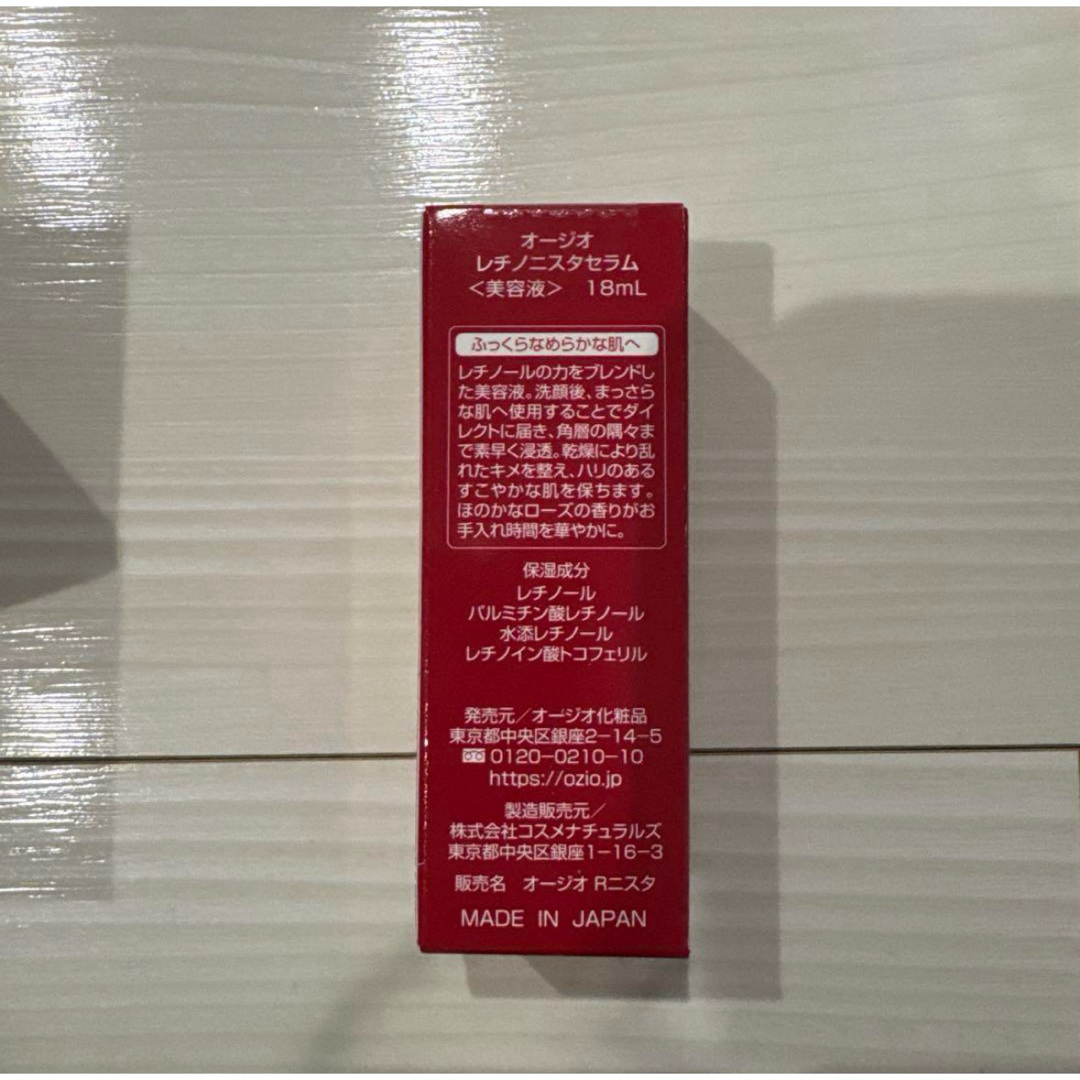 オージオ
レチノニスタセラム
＜美容液＞ 18mL
ふっくらなめらかな肌へ
レチノールの力をブレンドし
た美容液。洗顔後、まっさら
な肌へ使用することでダイ
レクトに届き、角層の隅々ま
で素早く浸透。乾燥により乱
れたキメを整え、ハリのある
すこやかな肌を保ちます。
ほのかなローズの香りがお
手入れ時間を華やかに。
保湿成分
レチノール
パルミチン酸レチノール
水添レチノール
レチノイン酸トコフェリル
発売元／オージオ化粧品
東京都中央区銀座2－14－5
0120－0210－10
https://ozio.jp
製造販売元／
株式会社コスメナチュラルズ
東京都中央区銀座1－16－3
販売名 オージオ Rニスタ
MADE IN JAPAN